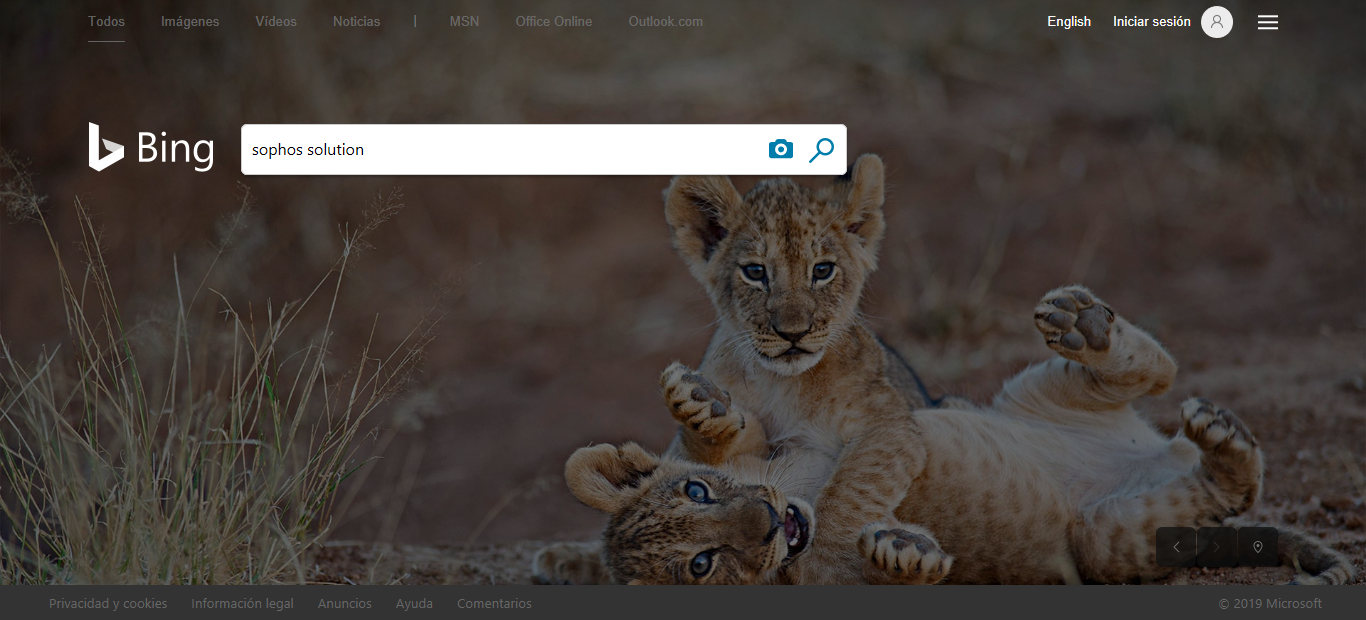 Todos Imágenes Vídeos Noticias | MSN Office Online Outlook.com English Iniciar sesión
Bing sophos solution
Privacidad y cookies Información legal Anuncios Ayuda Comentarios © 2019 Microsoft